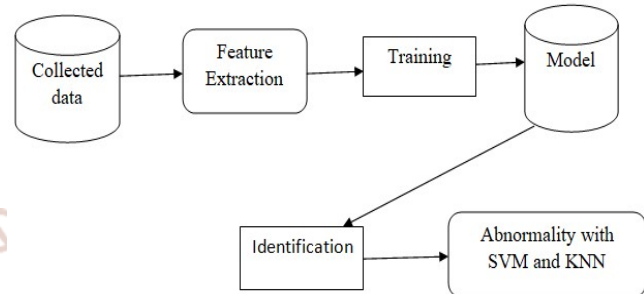 Collected
data
Feature
Extraction
Training
Model
Identification
Abnormality with
SVM and KNN